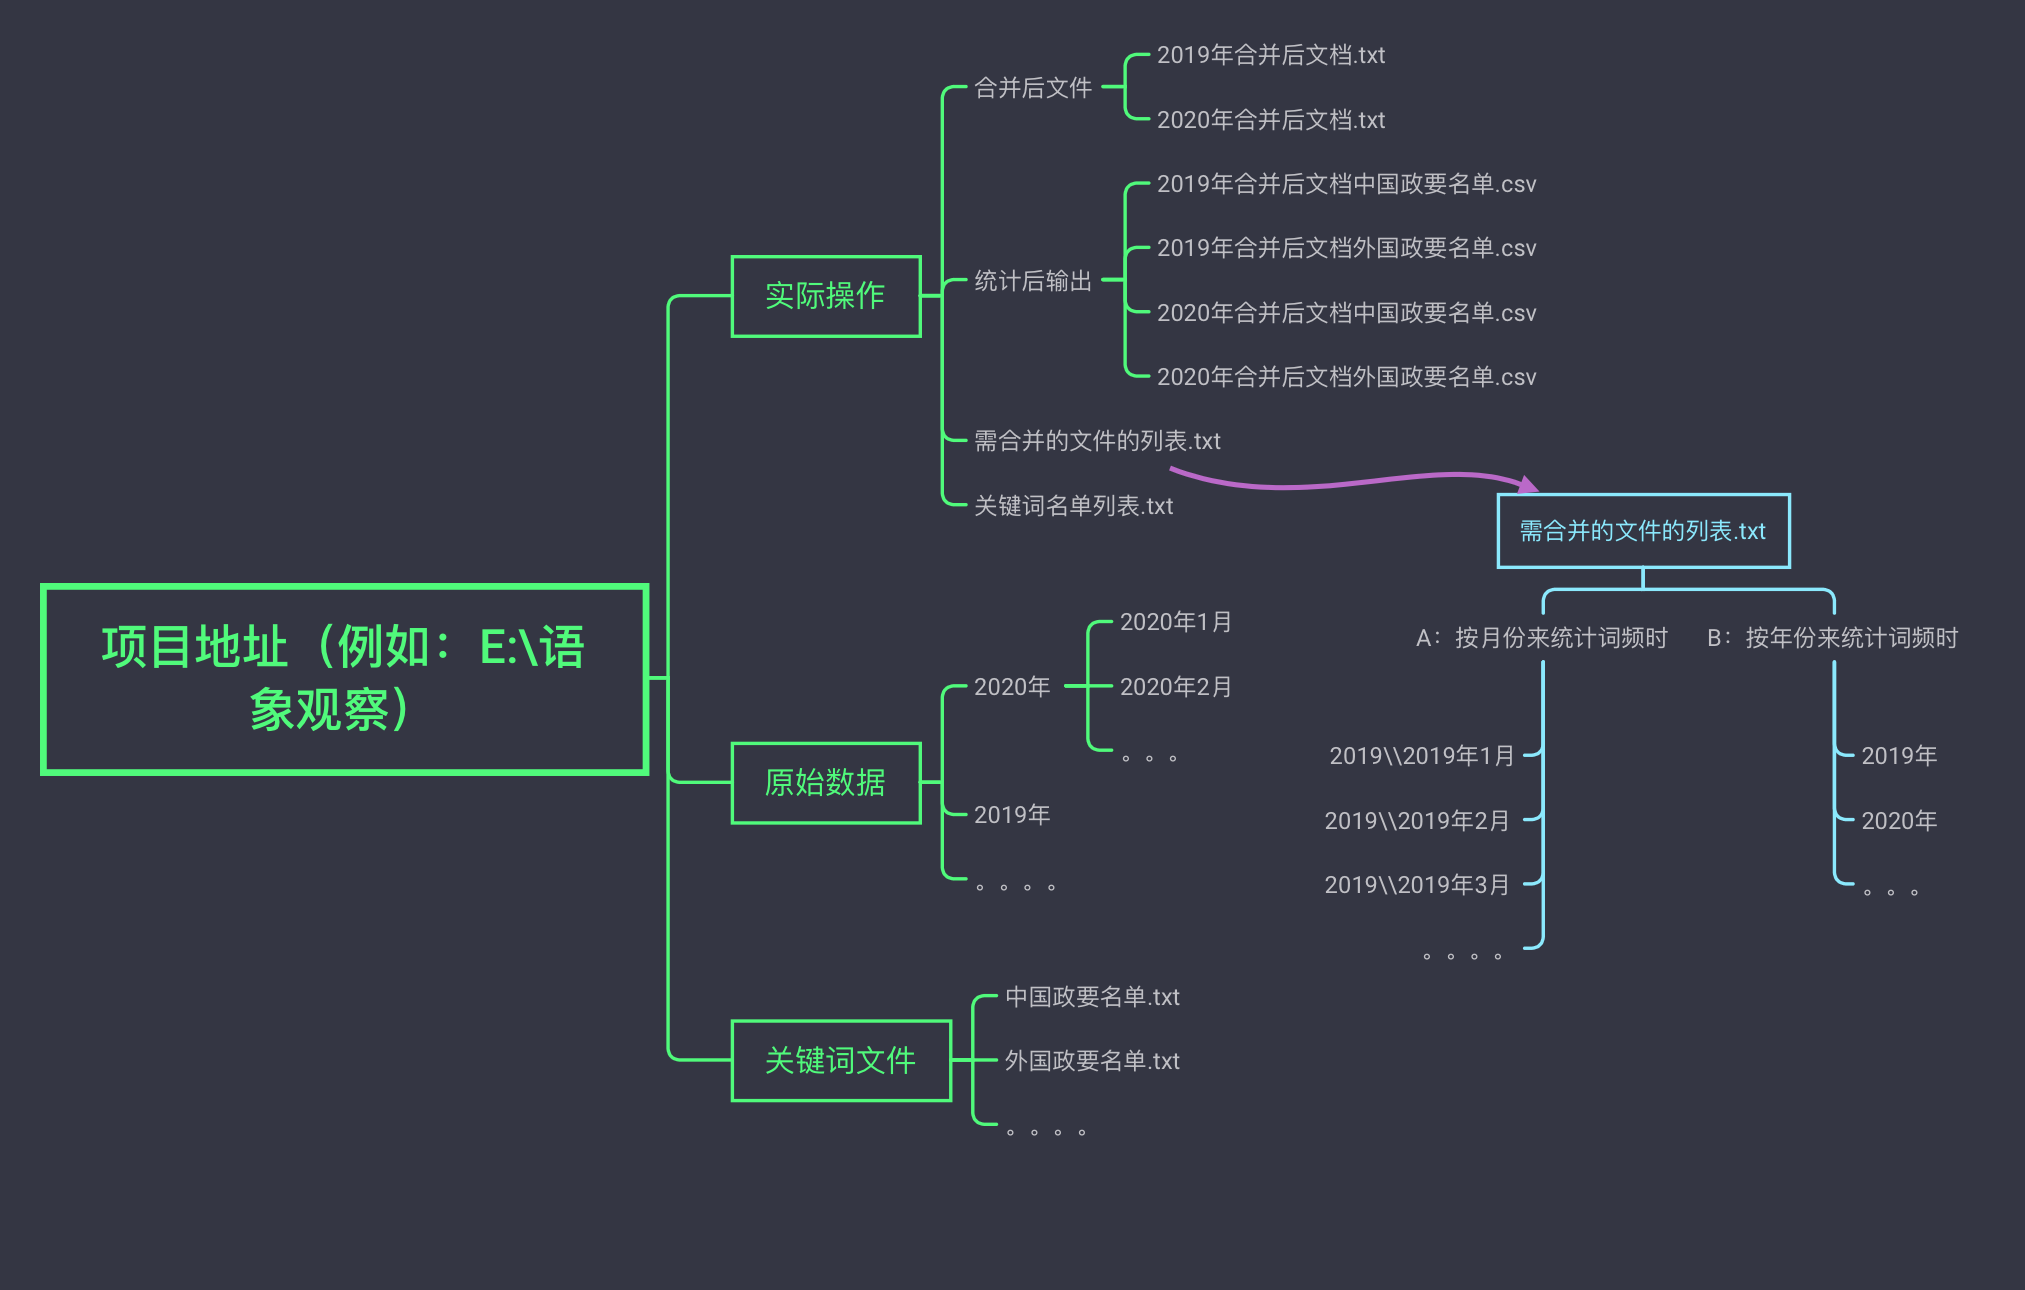 项目地址（例如：E:\语
象观察）
实际操作
合并后文件
2019年合并后文档.txt
2020年合并后文档.txt
统计后输出
2019年合并后文档中国政要名单.csv
2019年合并后文档外国政要名单.csv
2020年合并后文档中国政要名单.csv
2020年合并后文档外国政要名单.csv
需合并的文件的列表.txt
关键词名单列表.txt
原始数据
2020年
2020年1月
2020年2月
。。。
2019年
。。。。
关键词文件
中国政要名单.txt
外国政要名单.txt
。。。。
需合并的文件的列表.txt
A：按月份来统计词频时
2019\\2019年1月
2019\\2019年2月
2019\\2019年3月
。。。。
B：按年份来统计词频时
2019年
2020年
。。。